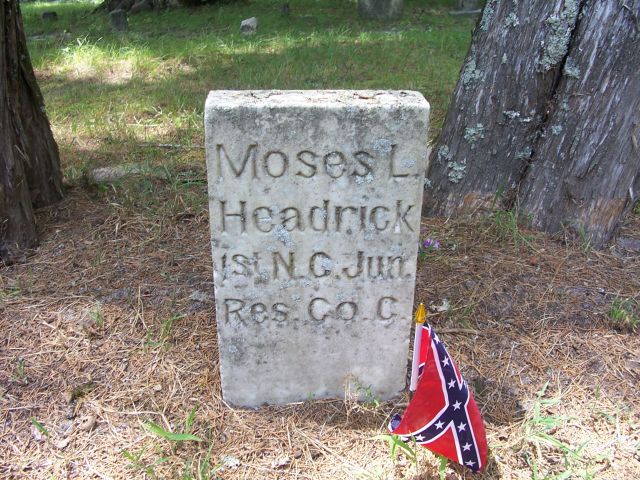 Moses L.
Headrick
1st. N.C. Jun.
Res. Co. C.